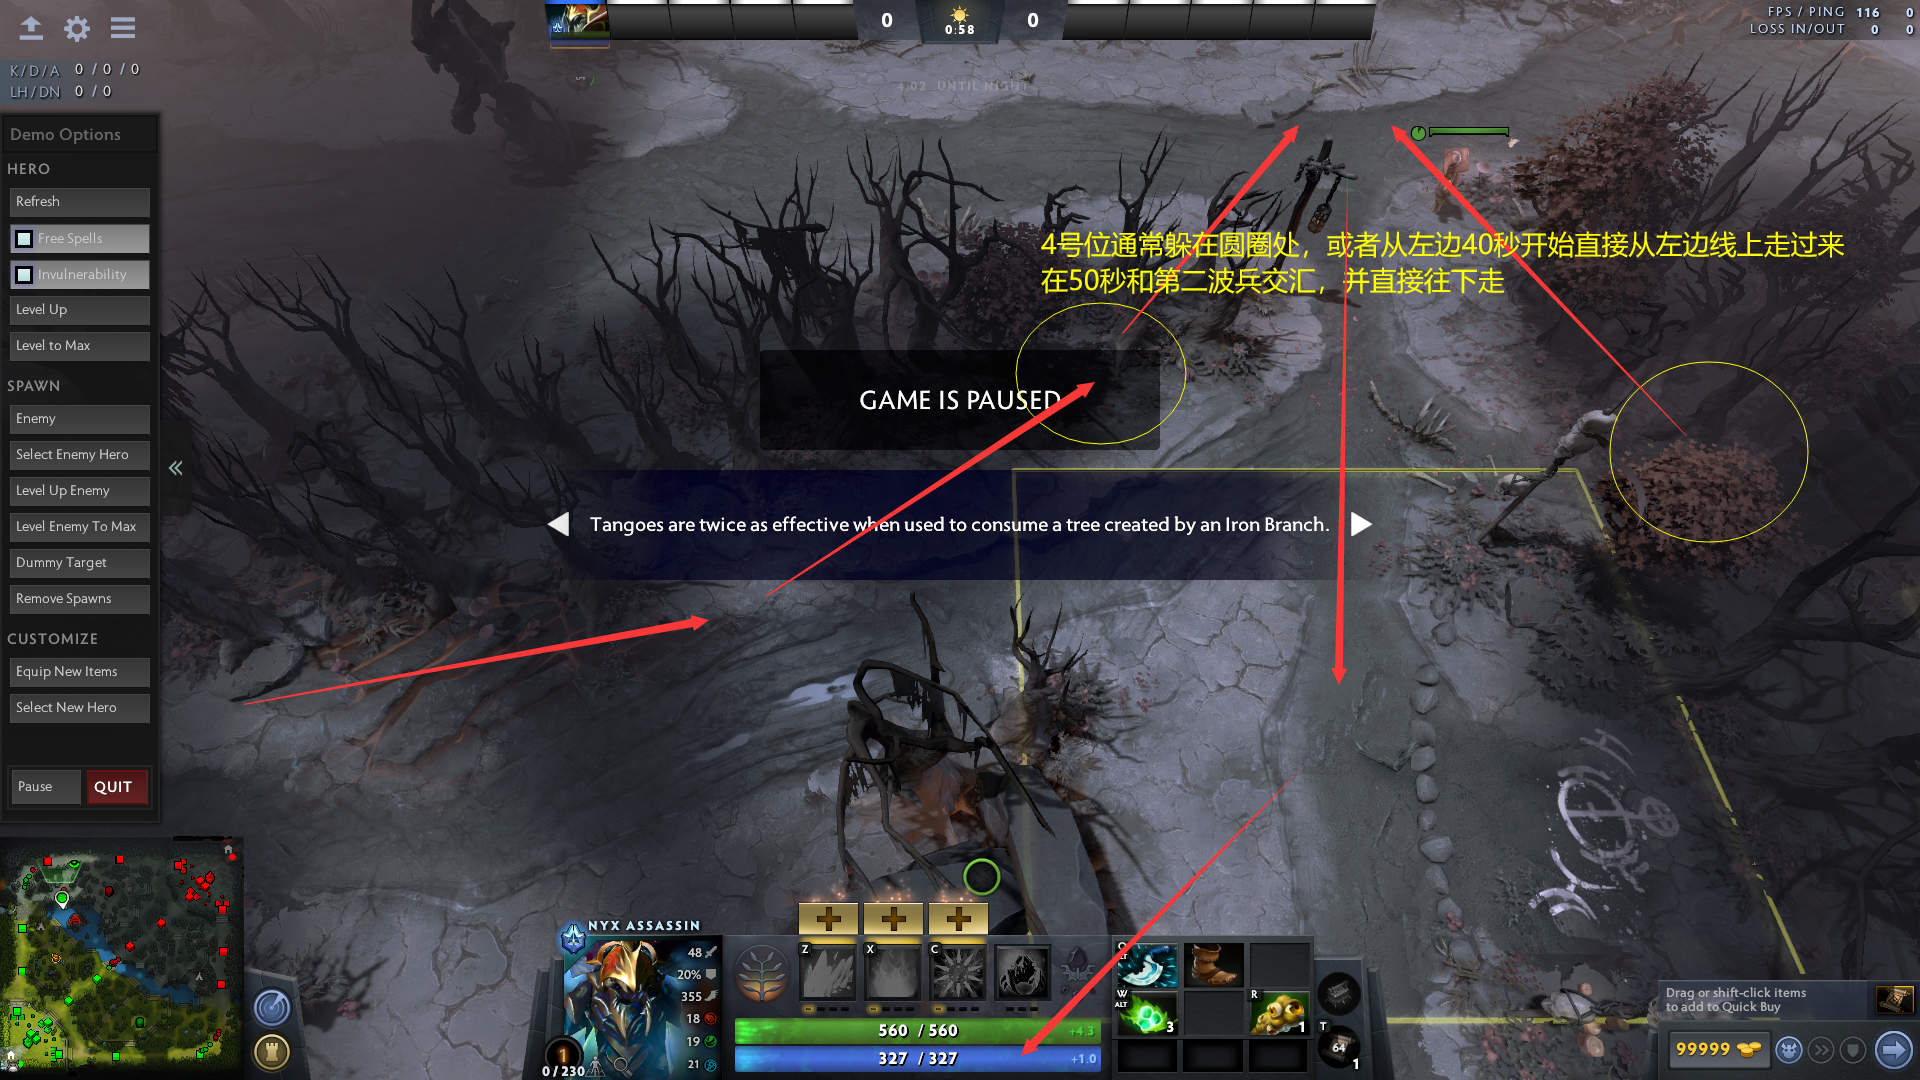 K/D/A 0 / 0 / 0
LH/DN 0 / 0
0
0:58
0
4:02 UNTIL NIGHT
FPS / PING 116 0
LOSS IN/OUT 0 0
Demo Options
HERO
Refresh
Free Spells
Invulnerability
Level Up
Level to Max
SPAWN
Enemy
Select Enemy Hero
Level Up Enemy
Level Enemy To Max
Dummy Target
Remove Spawns
CUSTOMIZE
Equip New Items
Select New Hero
Pause
QUIT
4号位通常躲在圆圈处，或者从左边40秒开始直接从左边线上走过来
在50秒和第二波兵交汇，并直接往下走
GAME IS PAUSED
Tangoes are twice as effective when used to consume a tree created by an Iron Branch.
NYX ASSASSIN
48
20%
355
18
19
21
1
0 / 230
Z
X
C
560 / 560
+4.3
327 / 327
+1.0
W
ALT
3
R
1
T
64
1
Drag or shift-click items
to add to Quick Buy
99999